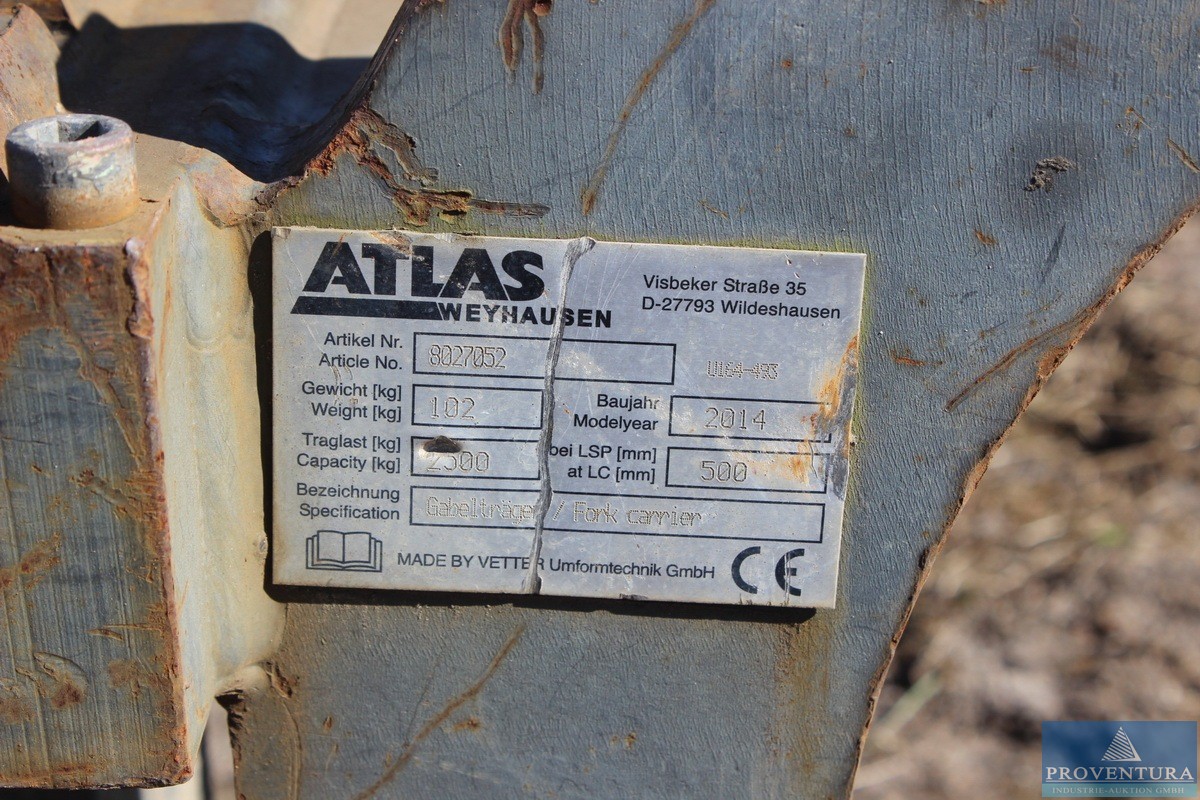 ATLAS
WEYHAUSEN
Visbeker Straße 35
D-27793 Wildeshausen
Artikel Nr.
Article No.
8027052
Gewicht [kg]
Weight [kg]
102
Baujahr
Modelyear
2014
Traglast [kg]
Capacity [kg]
2500
bei LSP [mm]
at LC [mm]
500
Bezeichnung
Specification
Gabelträger / Fork carrier
MADE BY VETTER Umformtechnik GmbH
CE
PROVENTURA
INDUSTRIE-AUKTION GMBH